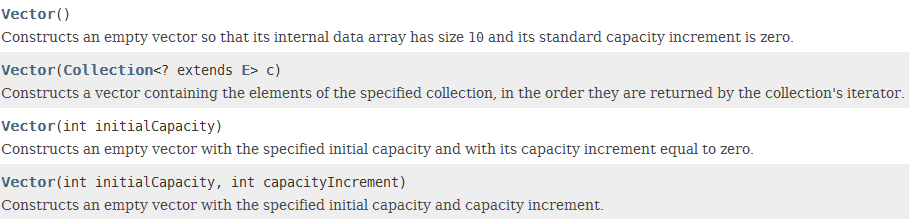 Vector()
Constructs an empty vector so that its internal data array has size 10 and its standard capacity increment is zero.
Vector(Collection<? extends E> c)
Constructs a vector containing the elements of the specified collection, in the order they are returned by the collection's iterator.
Vector(int initialCapacity)
Constructs an empty vector with the specified initial capacity and with its capacity increment equal to zero.
Vector(int initialCapacity, int capacityIncrement)
Constructs an empty vector with the specified initial capacity and capacity increment.